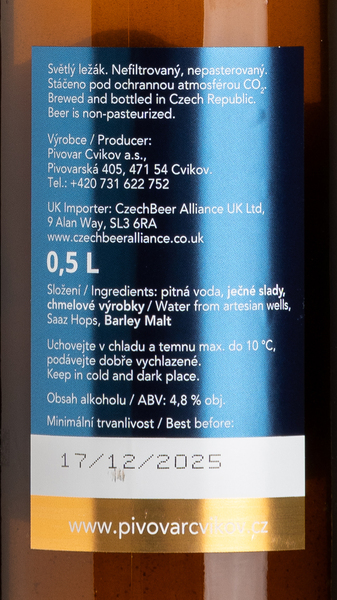 Světlý ležák. Nefiltrovaný, nepasterovaný.
Stáčeno pod ochrannou atmosférou CO₂.
Brewed and bottled in Czech Republic.
Beer is non-pasteurized.
Výrobce / Producer:
Pivovar Cvikov a.s.,
Pivovarská 405, 471 54 Cvikov.
Tel.: +420 731 622 752
UK Importer: CzechBeer Alliance UK Ltd,
9 Alan Way, SL3 6RA
www.czechbeeralliance.co.uk
0,5 L
Složení / Ingredients: pitná voda, ječné slady,
chmelové výrobky / Water from artesian wells,
Saaz Hops, Barley Malt
Uchovejte v chladu a temnu max. do 10 °C,
podávejte dobře vychlazené.
Keep in cold and dark place.
Obsah alkoholu / ABV: 4,8 % obj.
Minimální trvanlivost / Best before:
17/12/2025
www.pivovarcvikov.cz